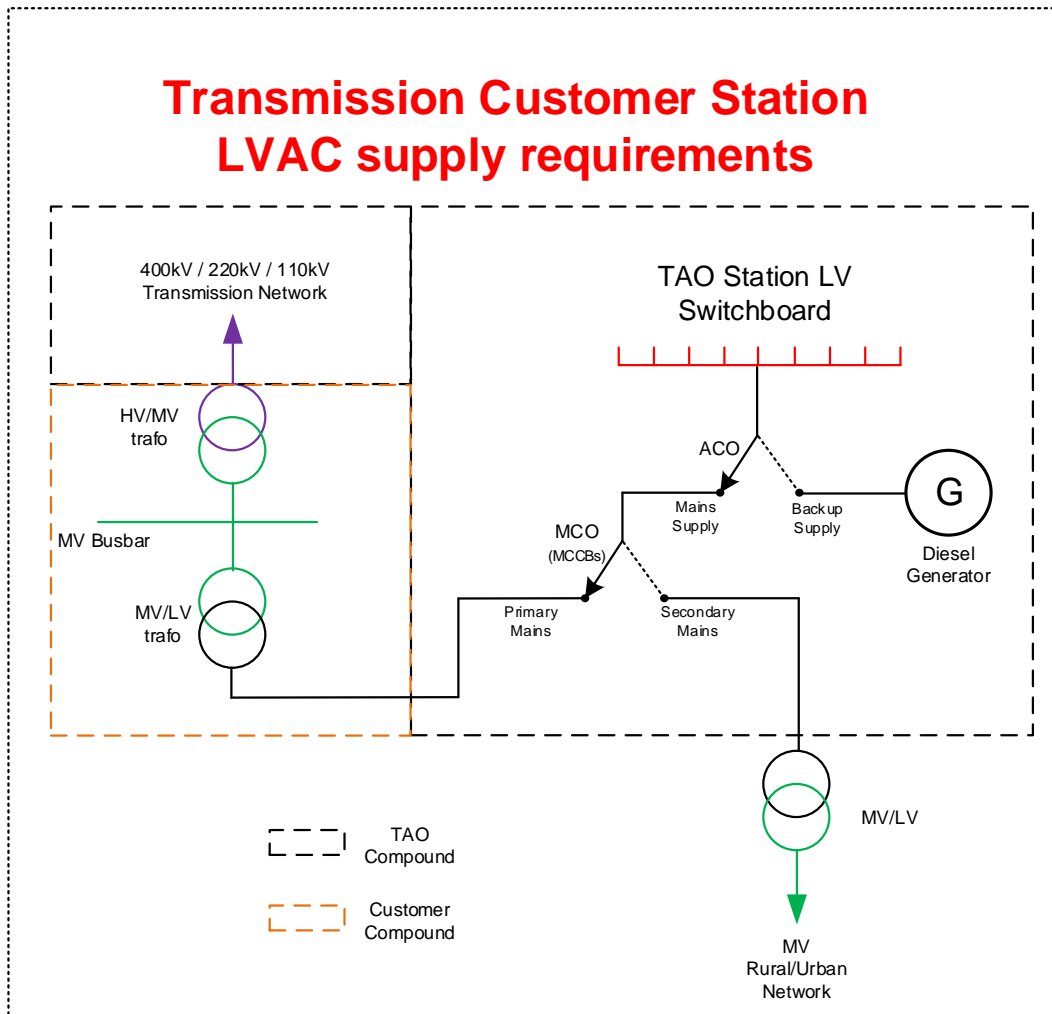 Transmission Customer Station
LVAC supply requirements
400kV / 220kV / 110kV
Transmission Network
TAO Station LV
Switchboard
HV/MV
trafo
ACO
G
Mains
Supply
Backup
Supply
MV Busbar
MCO
(MCCBs)
Diesel
Generator
MV/LV
trafo
Primary
Mains
Secondary
Mains
MV/LV
TAO
Compound
Customer
Compound
MV
Rural/Urban
Network